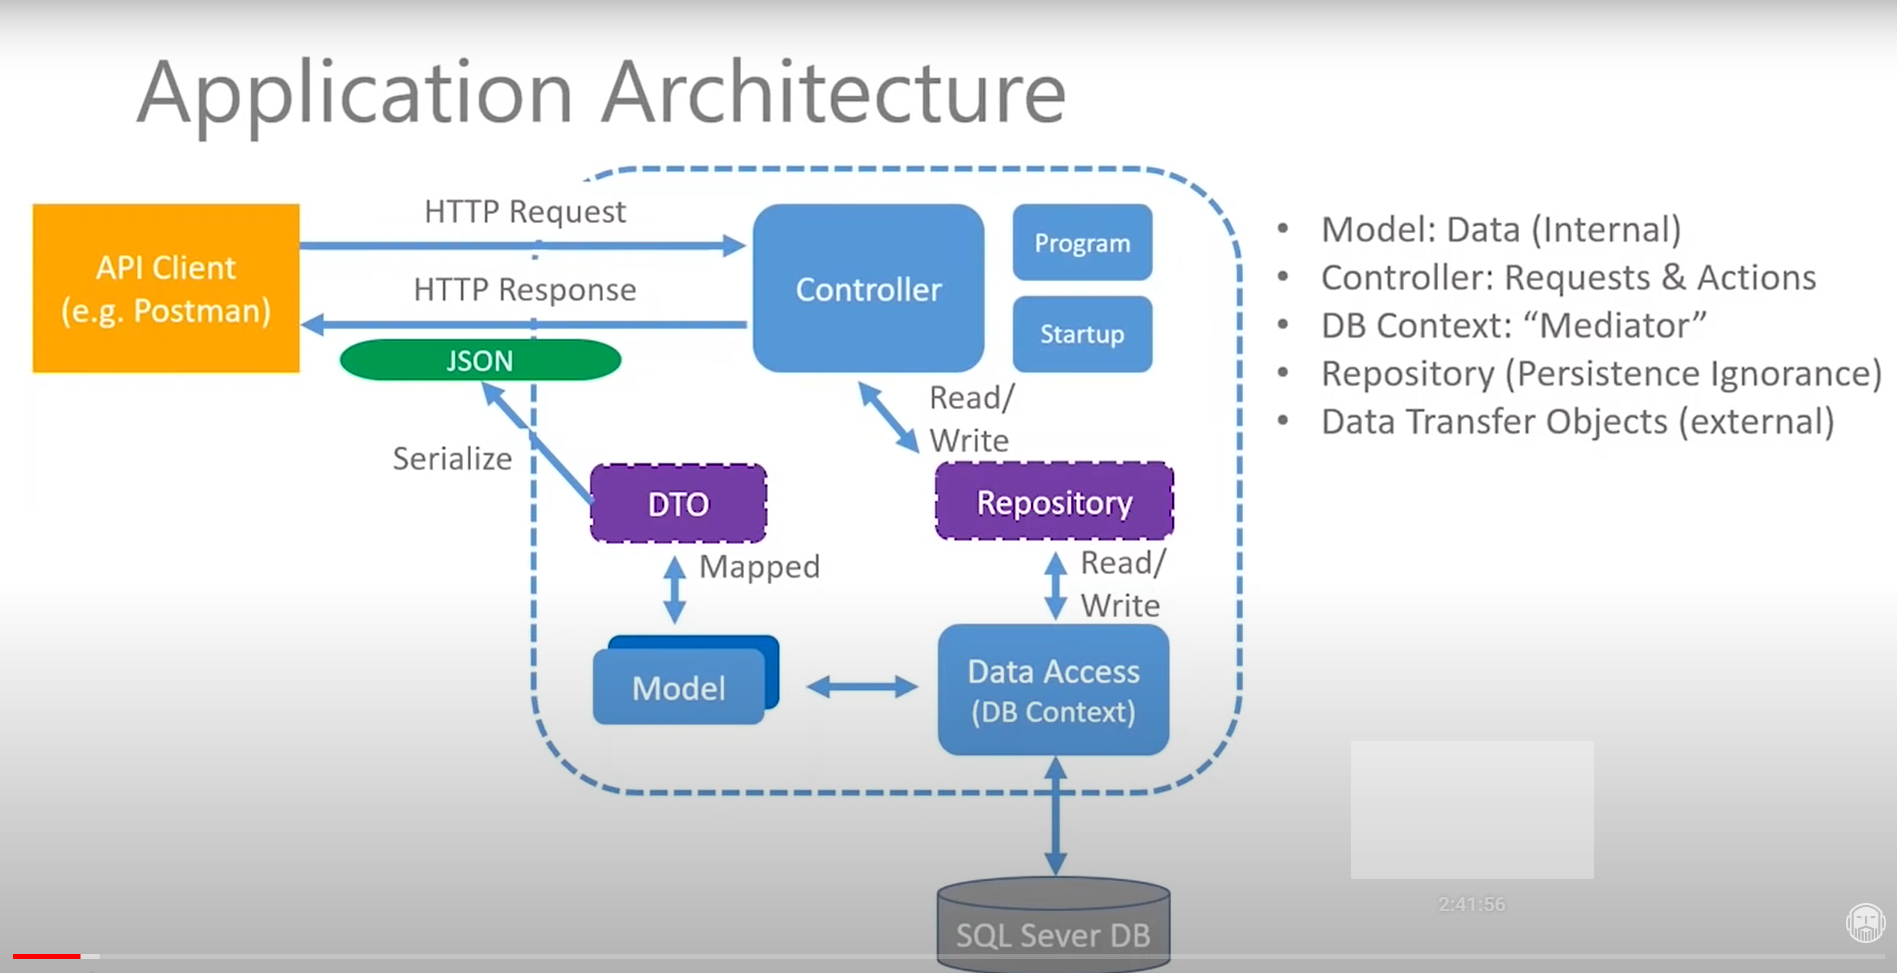 Application Architecture
HTTP Request
API Client
(e.g. Postman)
HTTP Response
JSON
Controller
Program
Startup
Read/
Write
Serialize
DTO
Repository
Mapped
Read/
Write
Model
Data Access
(DB Context)
SQL Sever DB
• Model: Data (Internal)
• Controller: Requests & Actions
• DB Context: “Mediator”
• Repository (Persistence Ignorance)
• Data Transfer Objects (external)
2:41:56